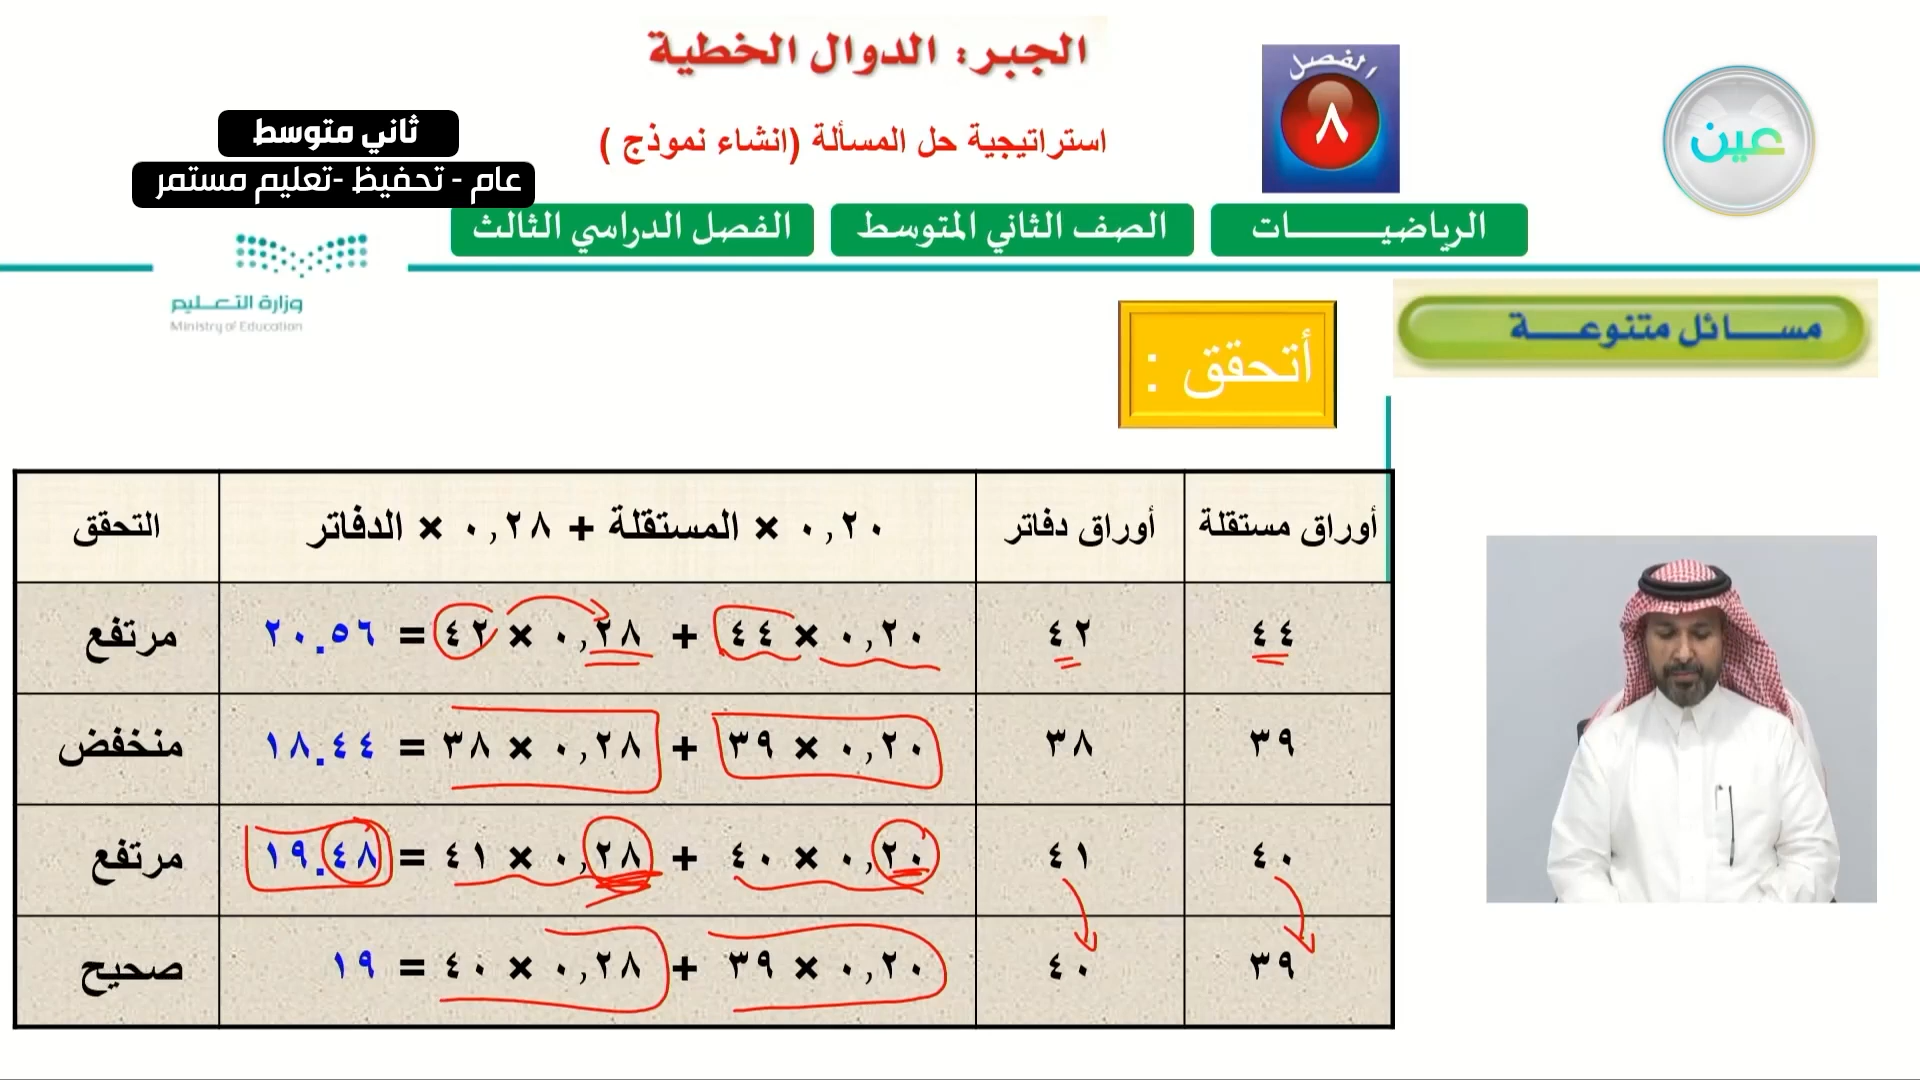 الجبر: الدوال الخطية
الفصل
٨
عين
استراتيجية حل المسألة (انشاء نموذج )
ثاني متوسط
عام - تحفيظ -تعليم مستمر
الرياضيــــــــات
الصف الثاني المتوسط
الفصل الدراسي الثالث
وزارة التعـــليم
Ministry of Education
مســـائل متنوعـــة
أتحقق :
أوراق مستقلة	أوراق دفاتر	٠,٢٠ × المستقلة + ٠,٢٨ × الدفاتر	التحقق
٤٤	٤٢	٠,٢٠ × ٤٤ + ٠,٢٨ × ٤٢ = ٢٠.٥٦	مرتفع
٣٩	٣٨	٠,٢٠ × ٣٩ + ٠,٢٨ × ٣٨ = ١٨.٤٤	منخفض
٤٠	٤١	٠,٢٠ × ٤٠ + ٠,٢٨ × ٤١ = ١٩.٤٨	مرتفع
٣٩	٤٠	٠,٢٠ × ٣٩ + ٠,٢٨ × ٤٠ = ١٩	صحيح